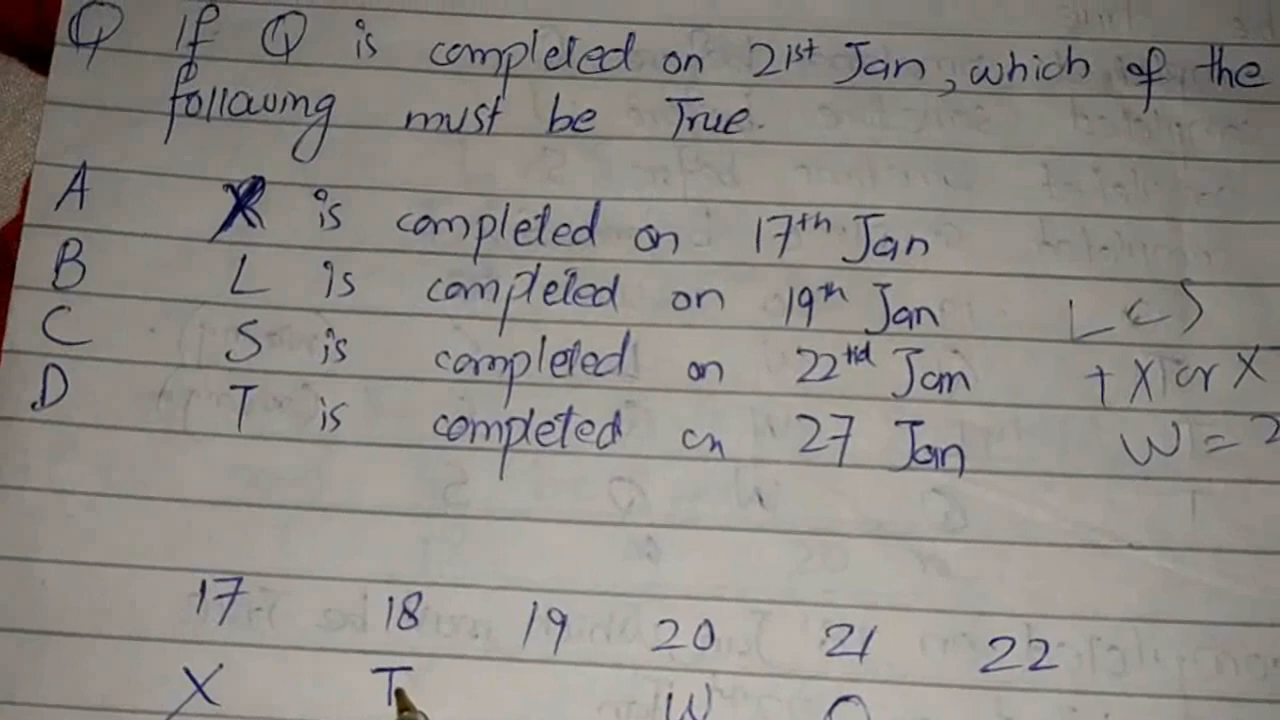 Q If Q is completed on 21st Jan, which of the
following must be True.
A X is completed on 17th Jan
B L is completed on 19th Jan L < S
C S is completed on 22nd Jan + X or X
D T is completed on 27 Jan W = 2
17 18 19 20 21 22
X T W Q